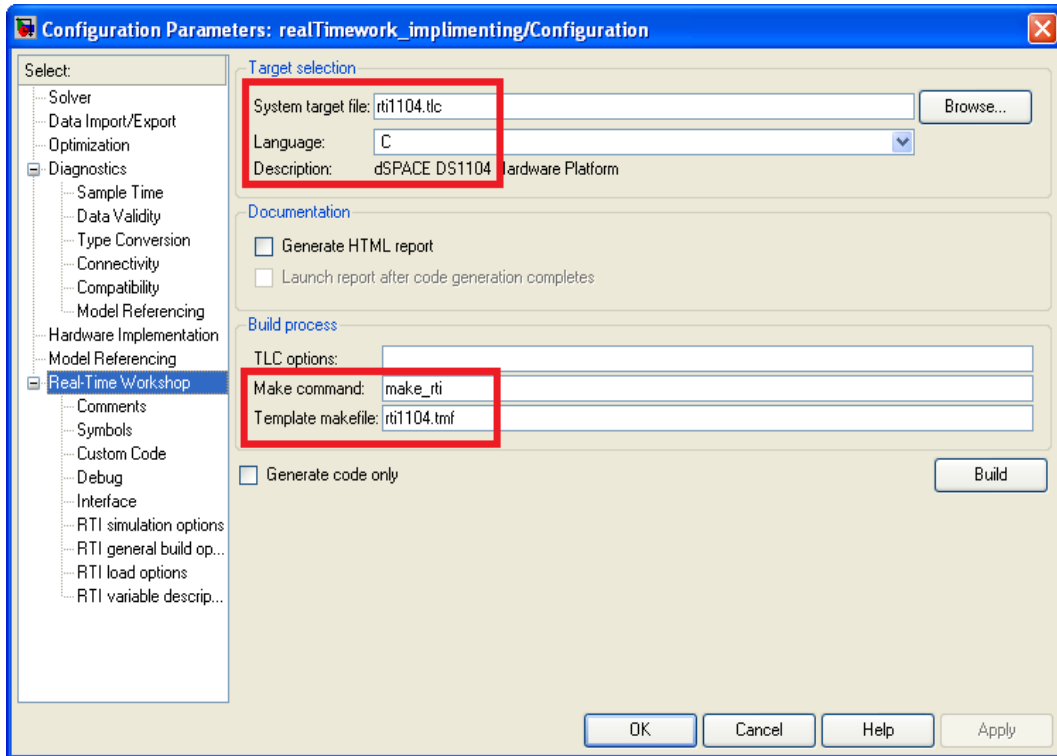 Configuration Parameters: realTimework_implimenting/Configuration
Select:
Solver
Data Import/Export
Optimization
Diagnostics
Sample Time
Data Validity
Type Conversion
Connectivity
Compatibility
Model Referencing
Hardware Implementation
Model Referencing
Real-Time Workshop
Comments
Symbols
Custom Code
Debug
Interface
RTI simulation options
RTI general build op...
RTI load options
RTI variable descrip...
Target selection
System target file: rti1104.tlc Browse...
Language: C
Description: dSPACE DS1104 Hardware Platform
Documentation
Generate HTML report
Launch report after code generation completes
Build process
TLC options:
Make command: make_rti
Template makefile: rti1104.tmf
Generate code only Build
OK Cancel Help Apply